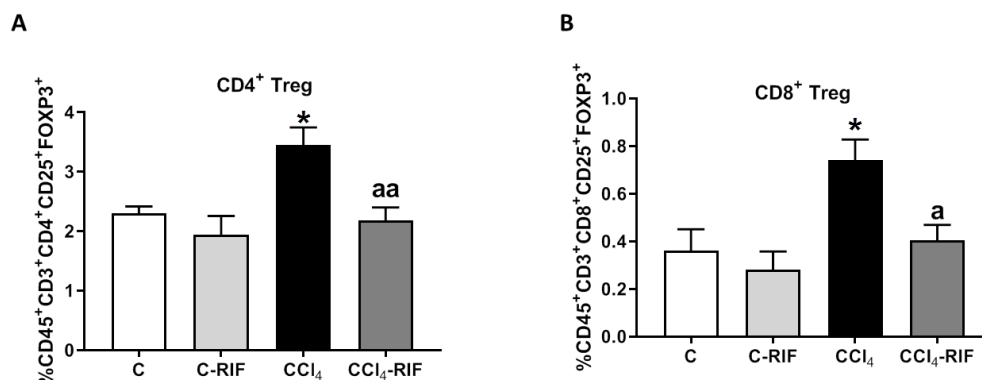 A
CD4⁺ Treg
%CD45⁺CD3⁺CD4⁺CD25⁺FOXP3⁺
4
3
2
1
0
*
aa
C
C-RIF
CCl₄
CCl₄-RIF
B
CD8⁺ Treg
%CD45⁺CD3⁺CD8⁺CD25⁺FOXP3⁺
1.0
0.8
0.6
0.4
0.2
0.0
*
a
C
C-RIF
CCl₄
CCl₄-RIF